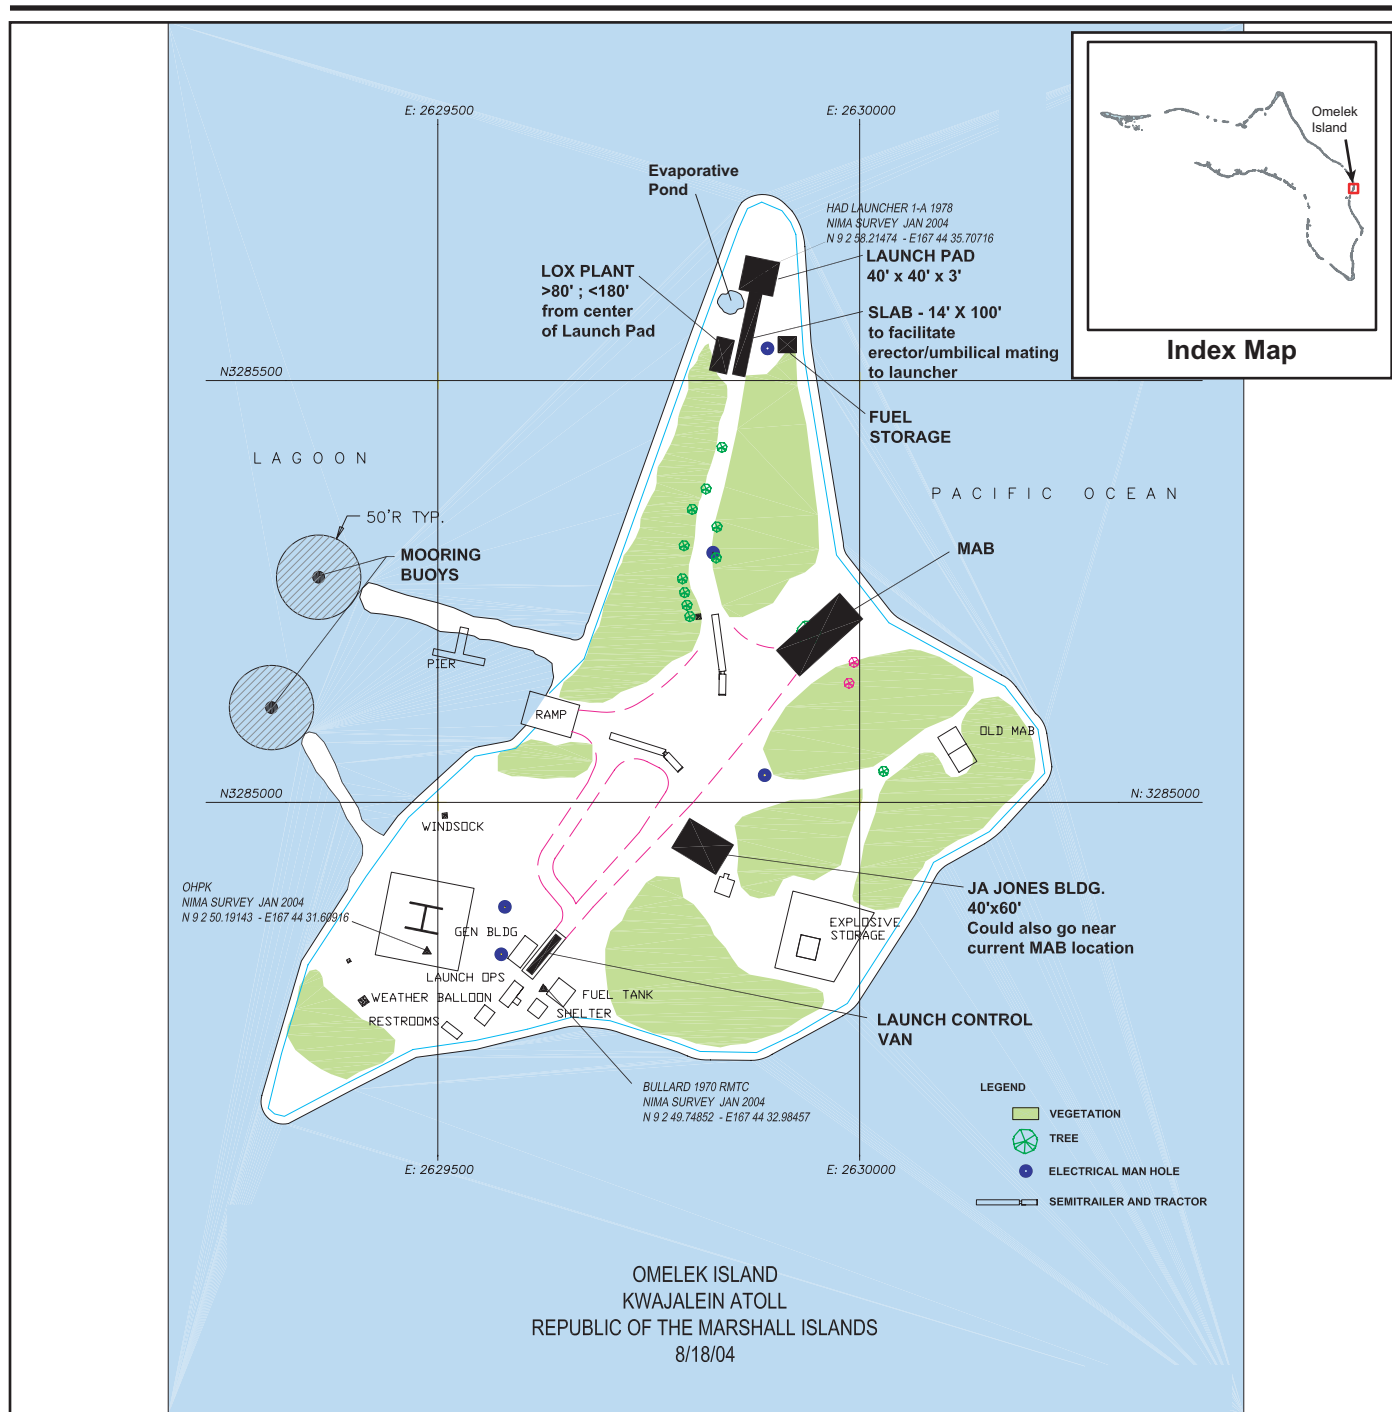 E: 2629500
E: 2630000
Omelek
Island
Index Map
Evaporative
Pond
HAD LAUNCHER 1-A 1978
NIMA SURVEY JAN 2004
N 9 2 58.21474 - E167 44 35.70716
LAUNCH PAD
40' x 40' x 3'
LOX PLANT
>80' ; <180'
from center
of Launch Pad
SLAB - 14' X 100'
to facilitate
erector/umbilical mating
to launcher
N3285500
FUEL
STORAGE
LAGOON
PACIFIC OCEAN
50'R TYP.
MOORING
BUOYS
MAB
PIER
RAMP
OLD MAB
N3285000
N: 3285000
WINDSOCK
OHPK
NIMA SURVEY JAN 2004
N 9 2 50.19143 - E167 44 31.60916
H
JA JONES BLDG.
40'x60'
Could also go near
current MAB location
EXPLOSIVE
STORAGE
GEN BLDG
LAUNCH OPS
WEATHER BALLOON
FUEL TANK
RESTROOMS
SHELTER
LAUNCH CONTROL
VAN
BULLARD 1970 RMTC
NIMA SURVEY JAN 2004
N 9 2 49.74852 - E167 44 32.98457
LEGEND
VEGETATION
TREE
ELECTRICAL MAN HOLE
SEMITRAILER AND TRACTOR
E: 2629500
E: 2630000
OMELEK ISLAND
KWAJALEIN ATOLL
REPUBLIC OF THE MARSHALL ISLANDS
8/18/04